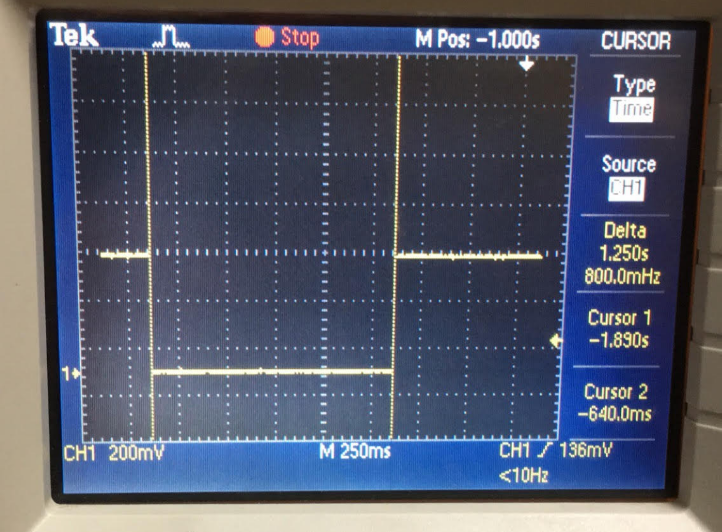 Tek Stop M Pos: -1.000s CURSOR
Type
Time
Source
CH1
Delta
1.250s
800.0mHz
Cursor 1
-1.890s
Cursor 2
-640.0ms
1
CH1 200mV M 250ms CH1 136mV
<10Hz